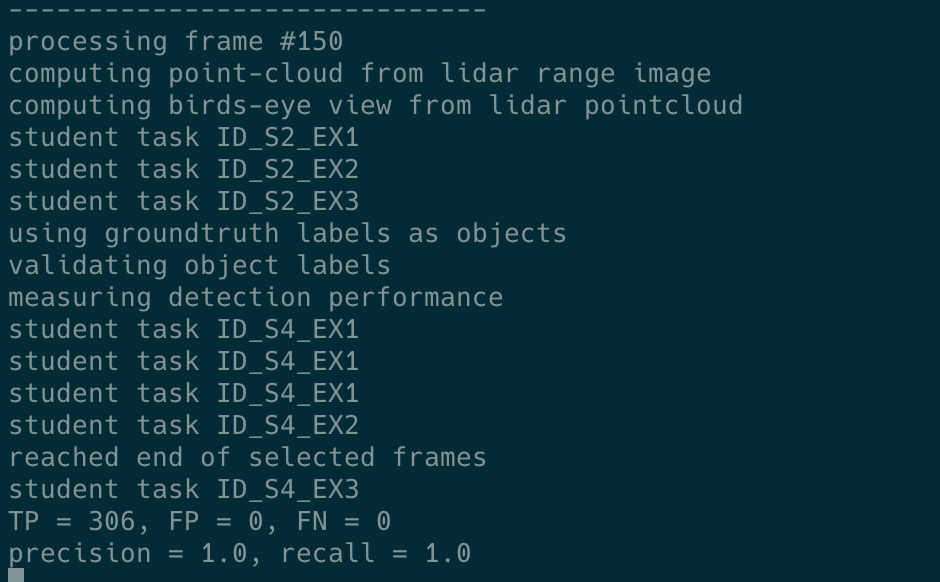 ------------------------------
processing frame #150
computing point-cloud from lidar range image
computing birds-eye view from lidar pointcloud
student task ID_S2_EX1
student task ID_S2_EX2
student task ID_S2_EX3
using groundtruth labels as objects
validating object labels
measuring detection performance
student task ID_S4_EX1
student task ID_S4_EX1
student task ID_S4_EX1
student task ID_S4_EX2
reached end of selected frames
student task ID_S4_EX3
TP = 306, FP = 0, FN = 0
precision = 1.0, recall = 1.0